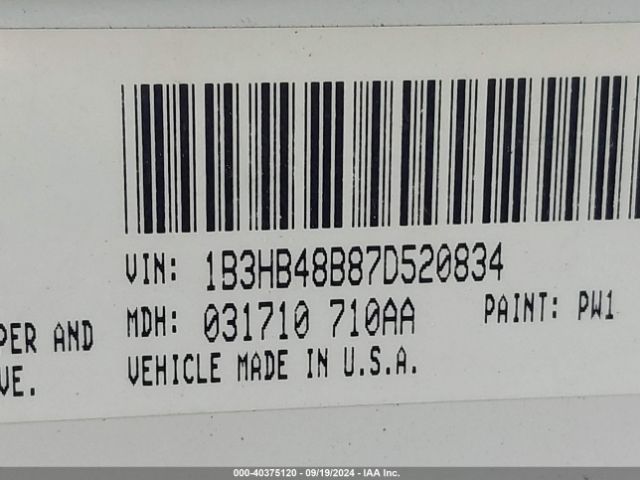 VIN: 1B3HB48B87D520834
MDH: 031710 710AA PAINT: PW1
PER AND
VE.
VEHICLE MADE IN U.S.A.
000-40375120 - 09/19/2024 - IAA Inc.